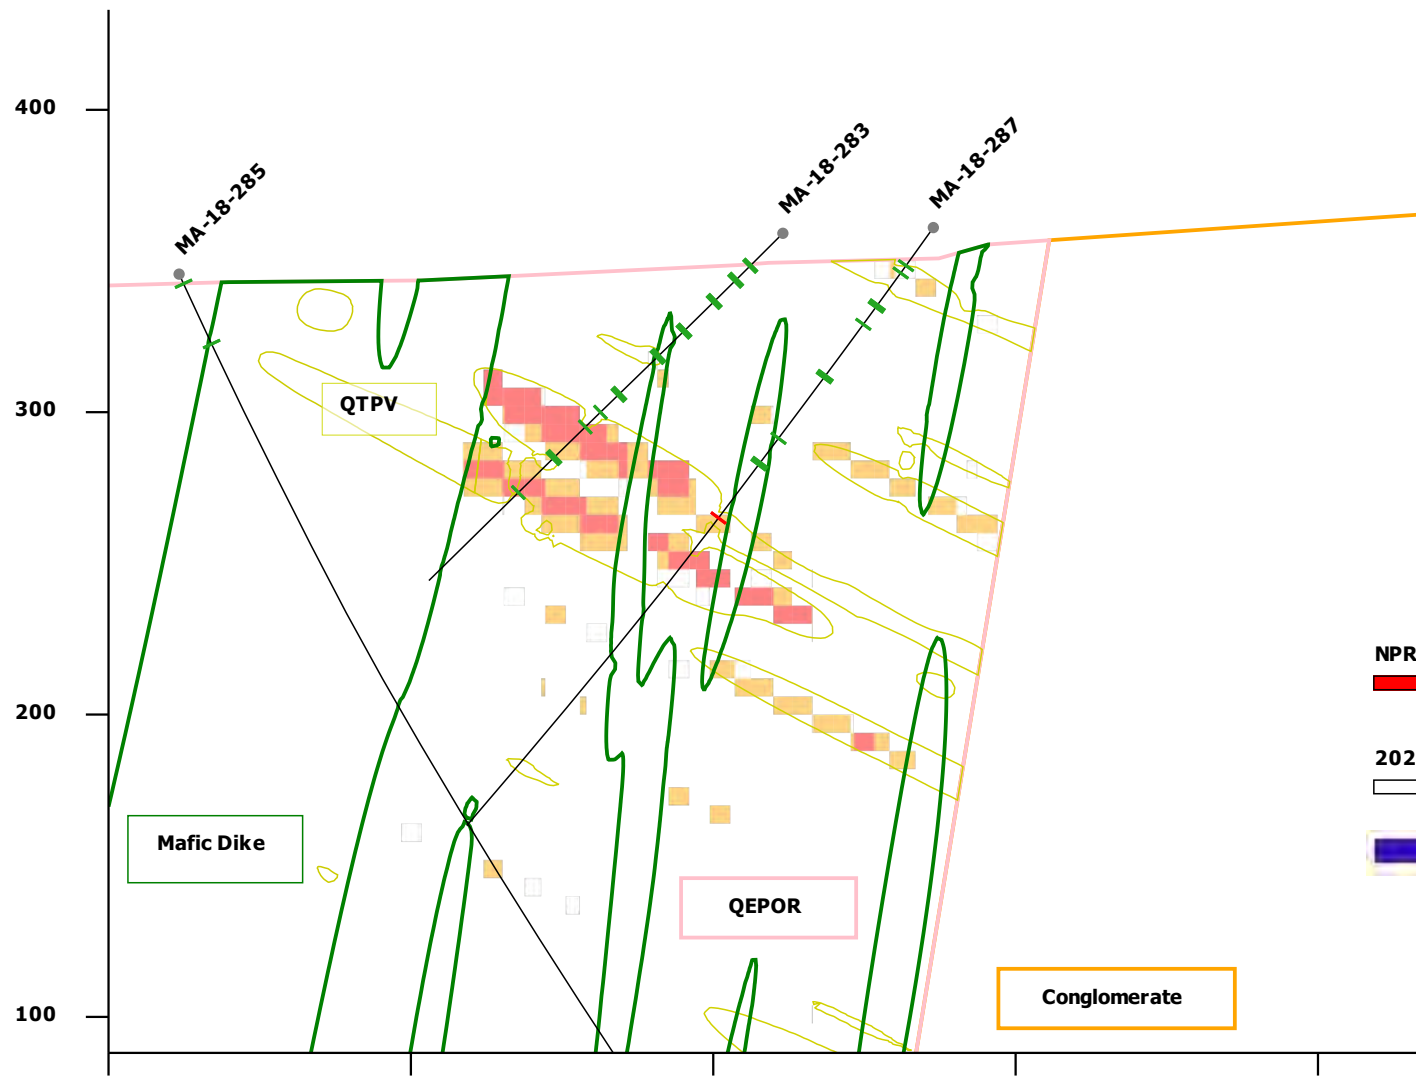 400
MA-18-283
MA-18-287
MA-18-285
300
QTPV
200
NPR
202
Mafic Dike
QEPOR
Conglomerate
100